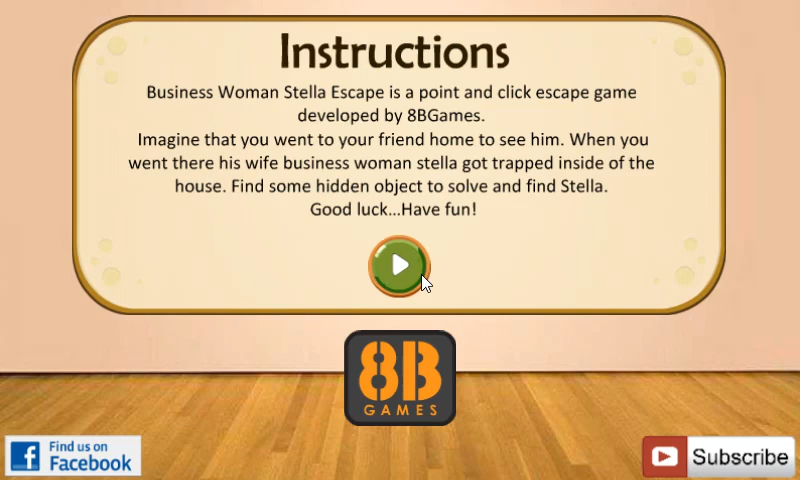 Instructions
Business Woman Stella Escape is a point and click escape game
developed by 8BGames.
Imagine that you went to your friend home to see him. When you
went there his wife business woman stella got trapped inside of the
house. Find some hidden object to solve and find Stella.
Good luck...Have fun!
8B
GAMES
Find us on
Facebook
Subscribe